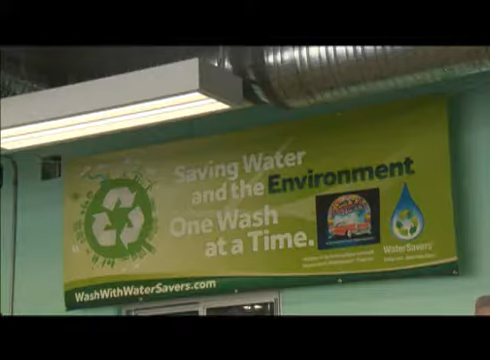 Saving Water
and the Environment
One Wash
at a Time.
WaterSavers
WashWithWaterSavers.com